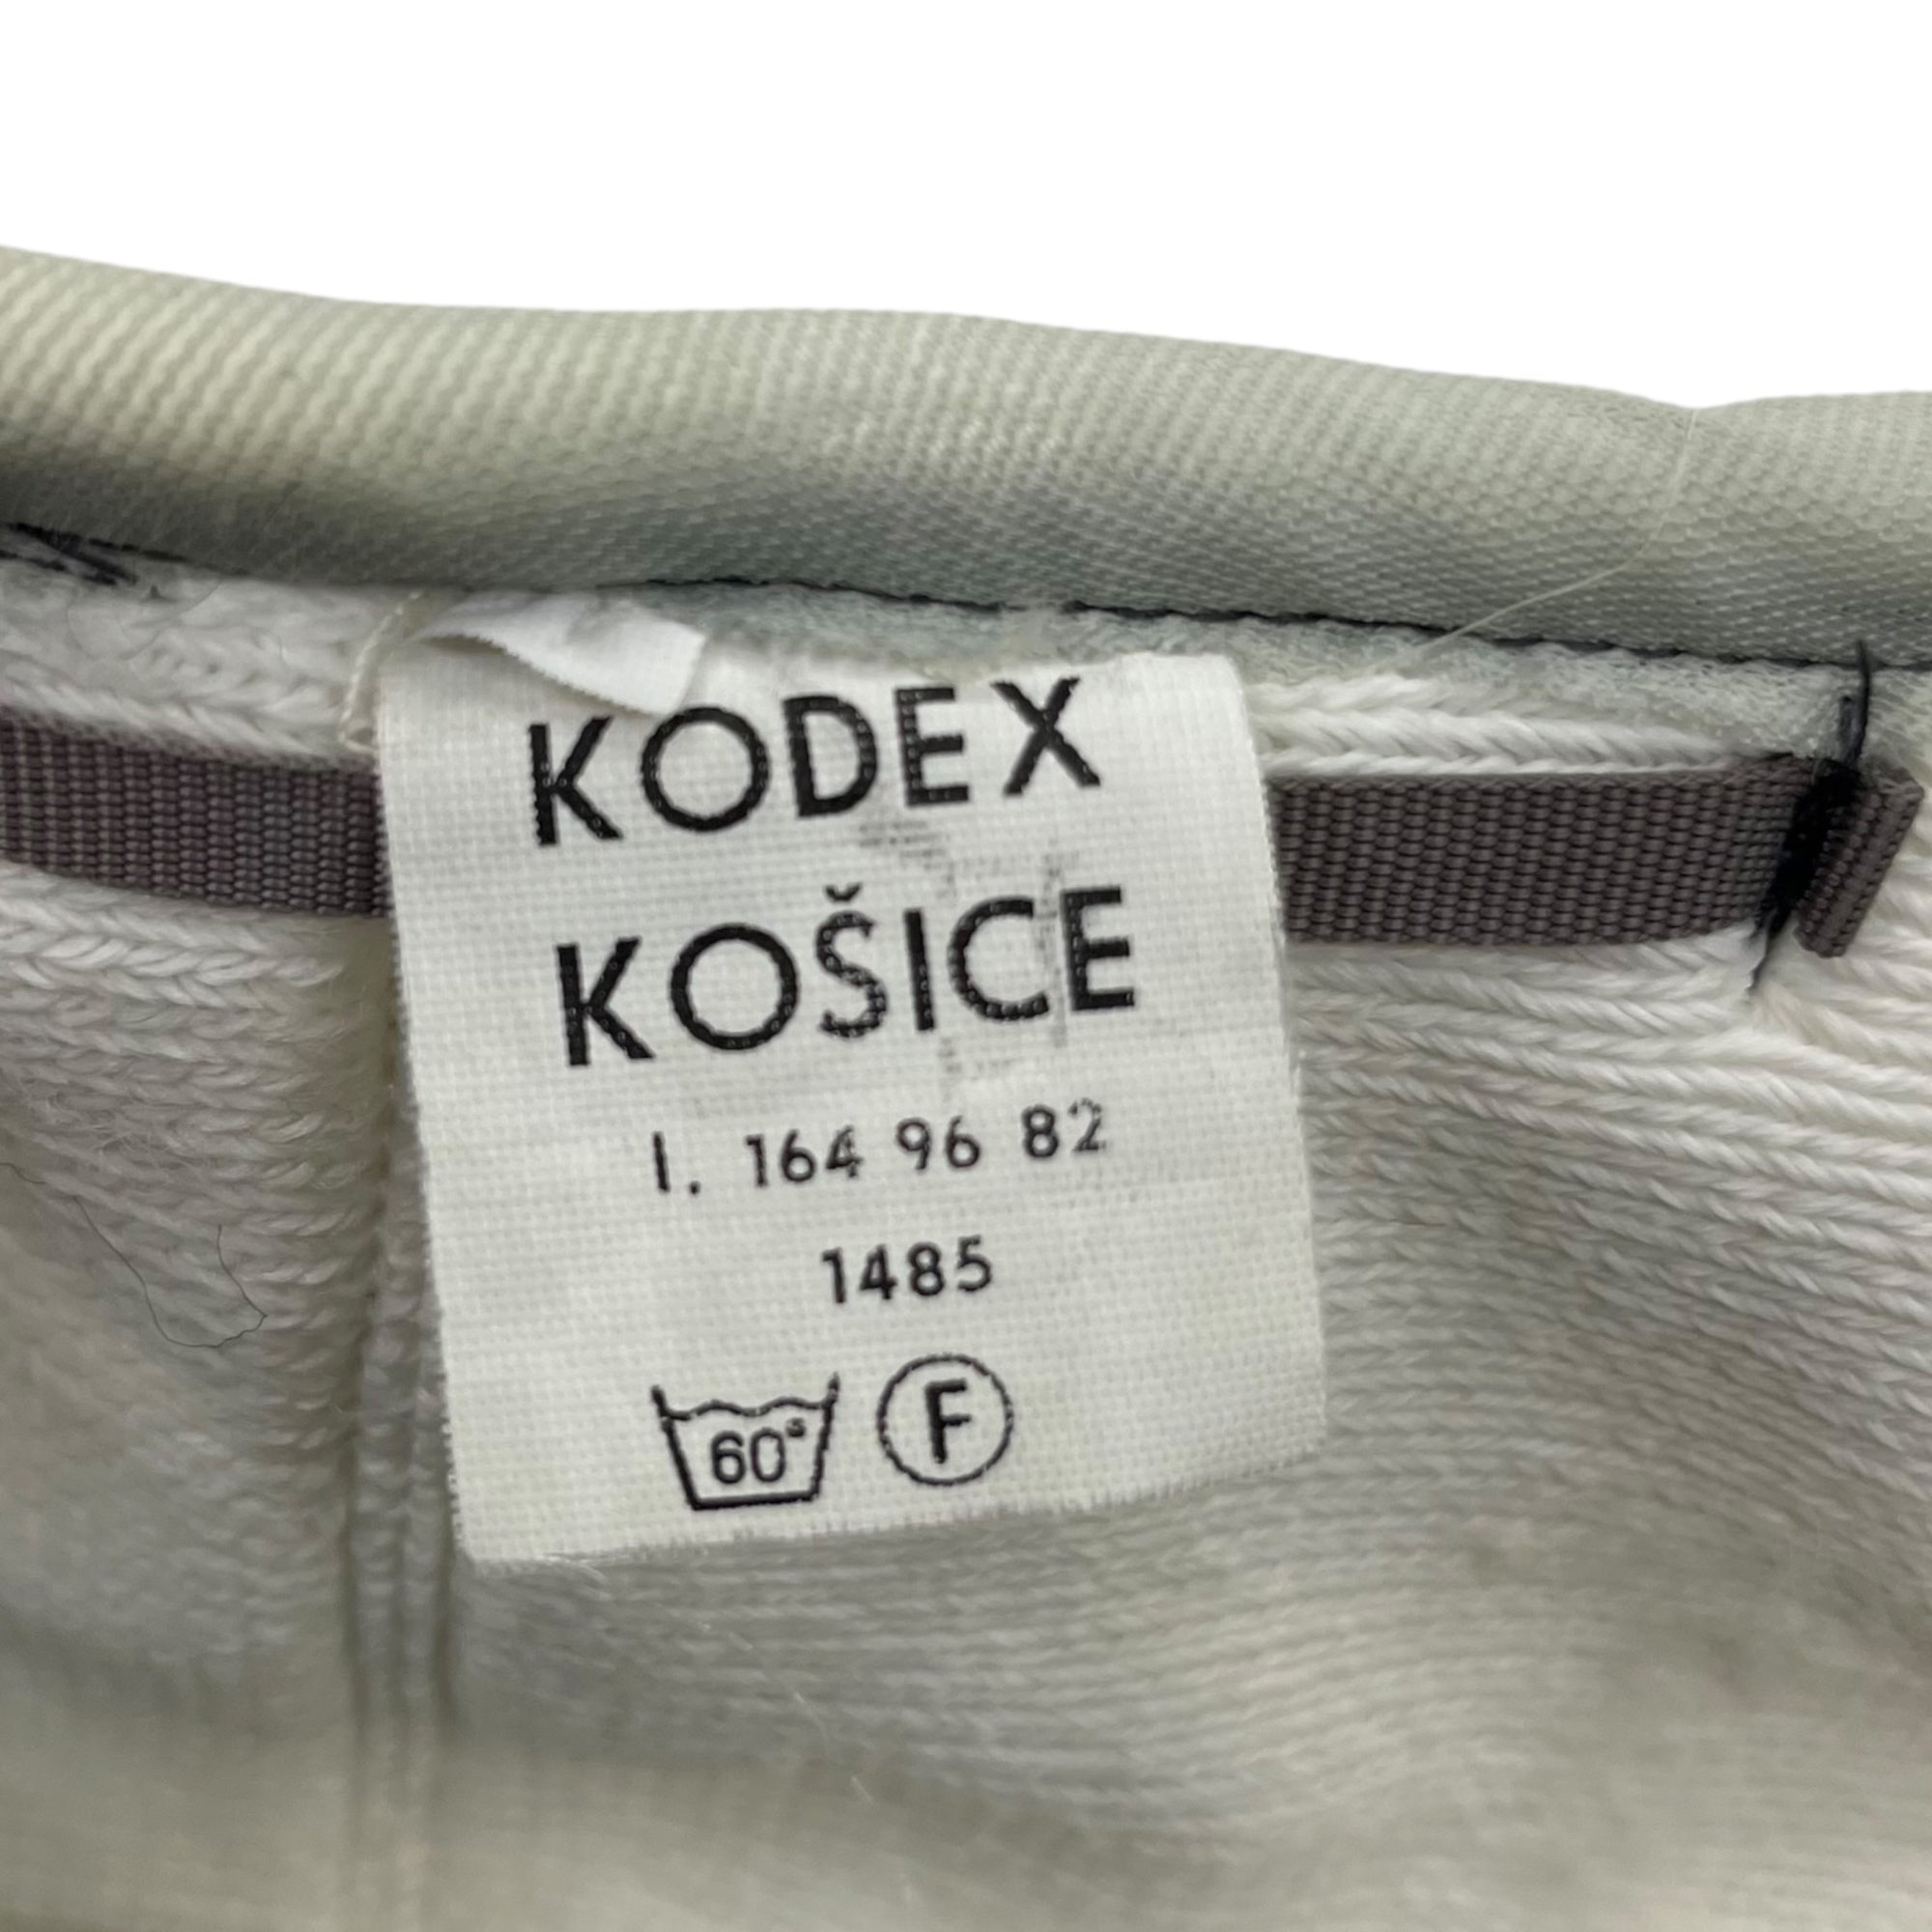 KODEX
KOŠICE
I. 164 96 82
1485
60° F